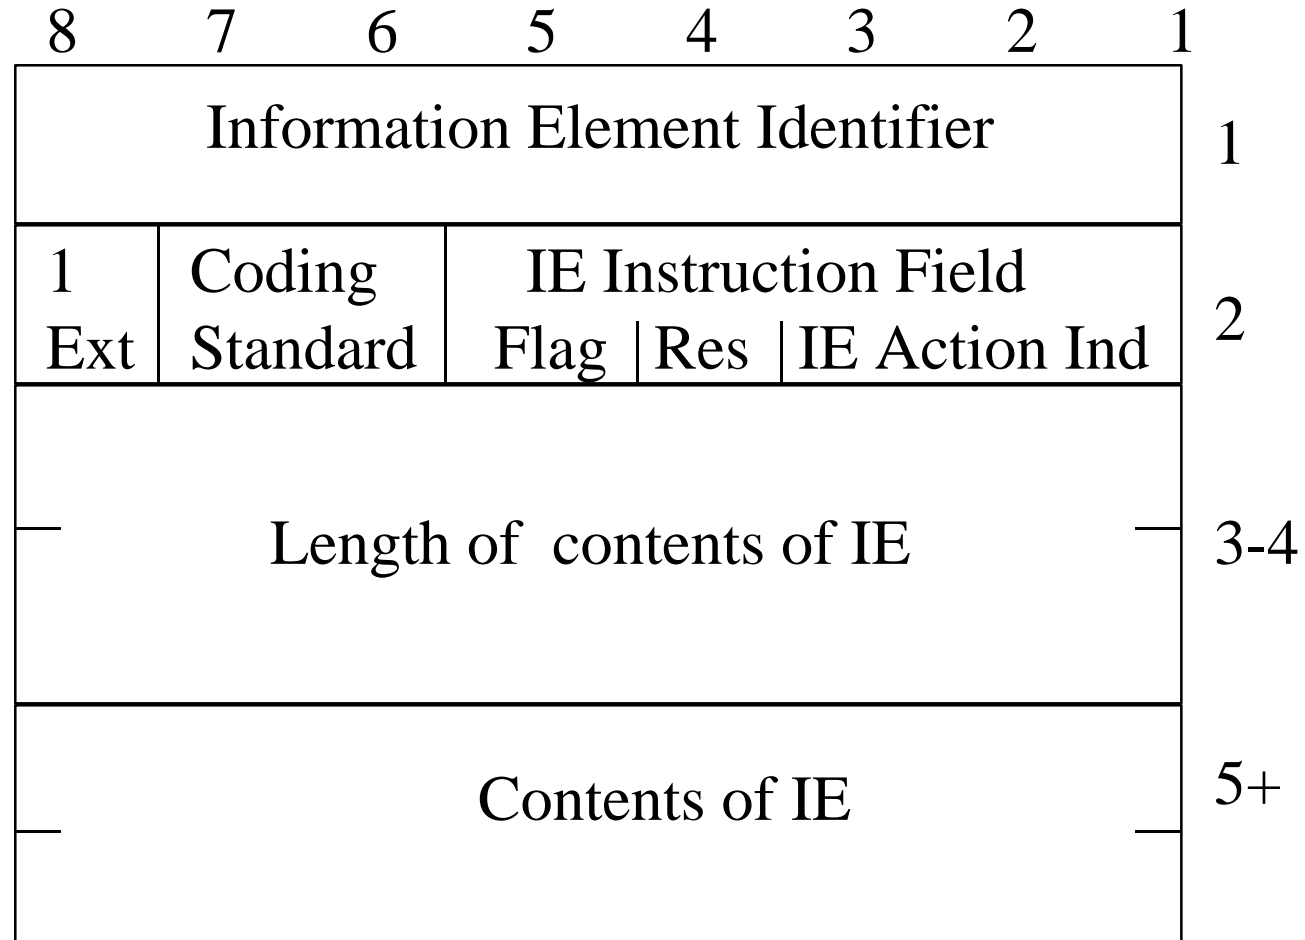 8 7 6 5 4 3 2 1
Information Element Identifier
1
1 Coding IE Instruction Field
Ext Standard Flag Res IE Action Ind
2
Length of contents of IE
3-4
Contents of IE
5+